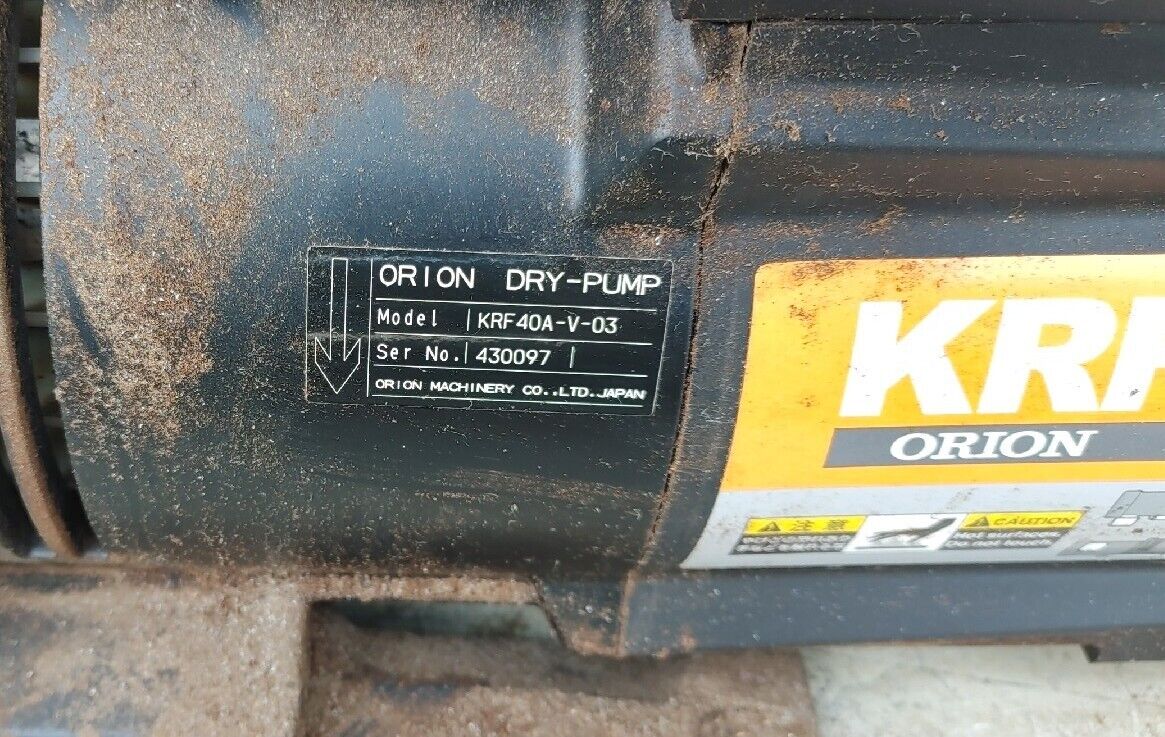 ORION DRY-PUMP
Model KRF40A-V-03
Ser No. 430097
ORION MACHINERY CO.,LTD.JAPAN
KRF
ORION
注意
CAUTION